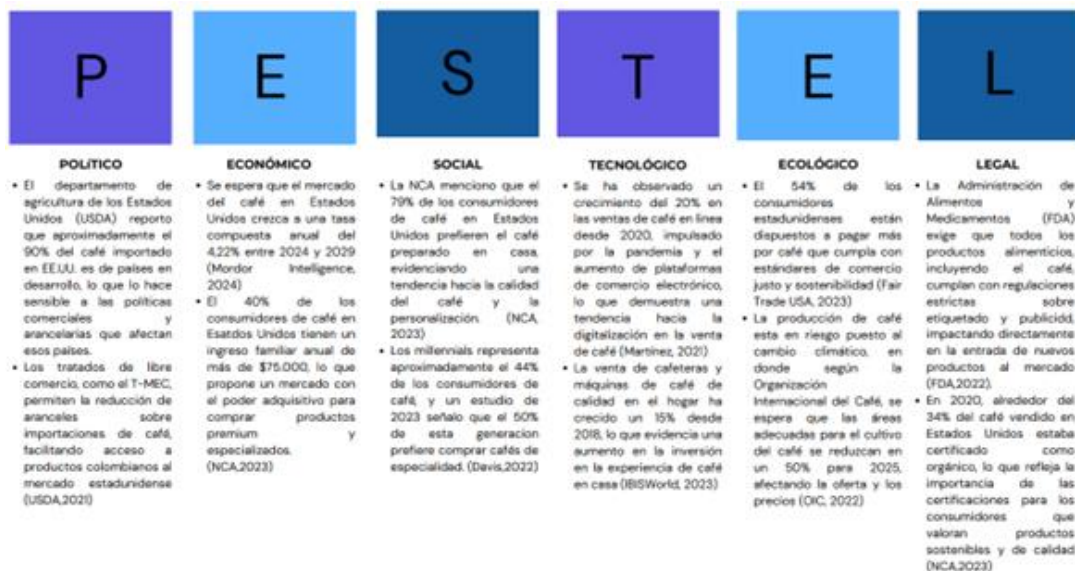 P
E
S
T
E
L
POLÍTICO
• El departamento de
agricultura de los Estados
Unidos (USDA) reporto
que aproximadamente el
90% del café importado
en EE.UU. es de países en
desarrollo, lo que lo hace
sensible a las políticas
comerciales y
arancelarias que afectan
esos países.
• Los tratados de libre
comercio, como el T-MEC,
permiten la reducción de
aranceles sobre
importaciones de café,
facilitando acceso a
productos colombianos al
mercado estadunidense
(USDA,2021)
ECONÓMICO
• Se espera que el mercado
del café en Estados
Unidos crezca a una tasa
compuesta anual del
4,22% entre 2024 y 2029
(Mordor Intelligence,
2024)
• El 40% de los
consumidores de café en
Esatdos Unidos tienen un
ingreso familiar anual de
más de $75.000, lo que
propone un mercado con
el poder adquisitivo para
comprar productos
premium y
especializados.
(NCA,2023)
SOCIAL
• La NCA menciono que el
79% de los consumidores
de café en Estados
Unidos prefieren el café
preparado en casa,
evidenciando una
tendencia hacia la calidad
del café y la
personalización. (NCA,
2023)
• Los millennials representa
aproximadamente el 44%
de los consumidores de
café, y un estudio de
2023 señalo que el 50%
de esta generacion
prefiere comprar cafés de
especialidad. (Davis,2022)
TECNOLÓGICO
• Se ha observado un
crecimiento del 20% en
las ventas de café en línea
desde 2020, impulsado
por la pandemia y el
aumento de plataformas
de comercio electrónico,
lo que demuestra una
tendencia hacia la
digitalización en la venta
de café (Martínez, 2021)
• La venta de cafeteras y
máquinas de café de
calidad en el hogar ha
crecido un 15% desde
2018, lo que evidencia una
aumento en la inversión
en la experiencia de café
en casa (IBISWorld, 2023)
ECOLÓGICO
• El 54% de los
consumidores
estadunidenses están
dispuestos a pagar más
por café que cumpla con
estándares de comercio
justo y sostenibilidad (Fair
Trade USA, 2023)
• La producción de café
esta en riesgo puesto al
cambio climático, en
donde según la
Organización
Internacional del Café, se
espera que las áreas
adecuadas para el cultivo
del café se reduzcan en
un 50% para 2025,
afectando la oferta y los
precios (OIC, 2022)
LEGAL
• La Administración de
Alimentos y
Medicamentos (FDA)
exige que todos los
productos alimenticios,
incluyendo el café,
cumplan con regulaciones
estrictas sobre
etiquetado y publicidd,
impactando directamente
en la entrada de nuevos
productos al mercado
(FDA,2022).
• En 2020, alrededor del
34% del café vendido en
Estados Unidos estaba
certificado como
orgánico, lo que refleja la
importancia de las
certificaciones para los
consumidores que
valoran productos
sostenibles y de calidad
(NCA,2023)